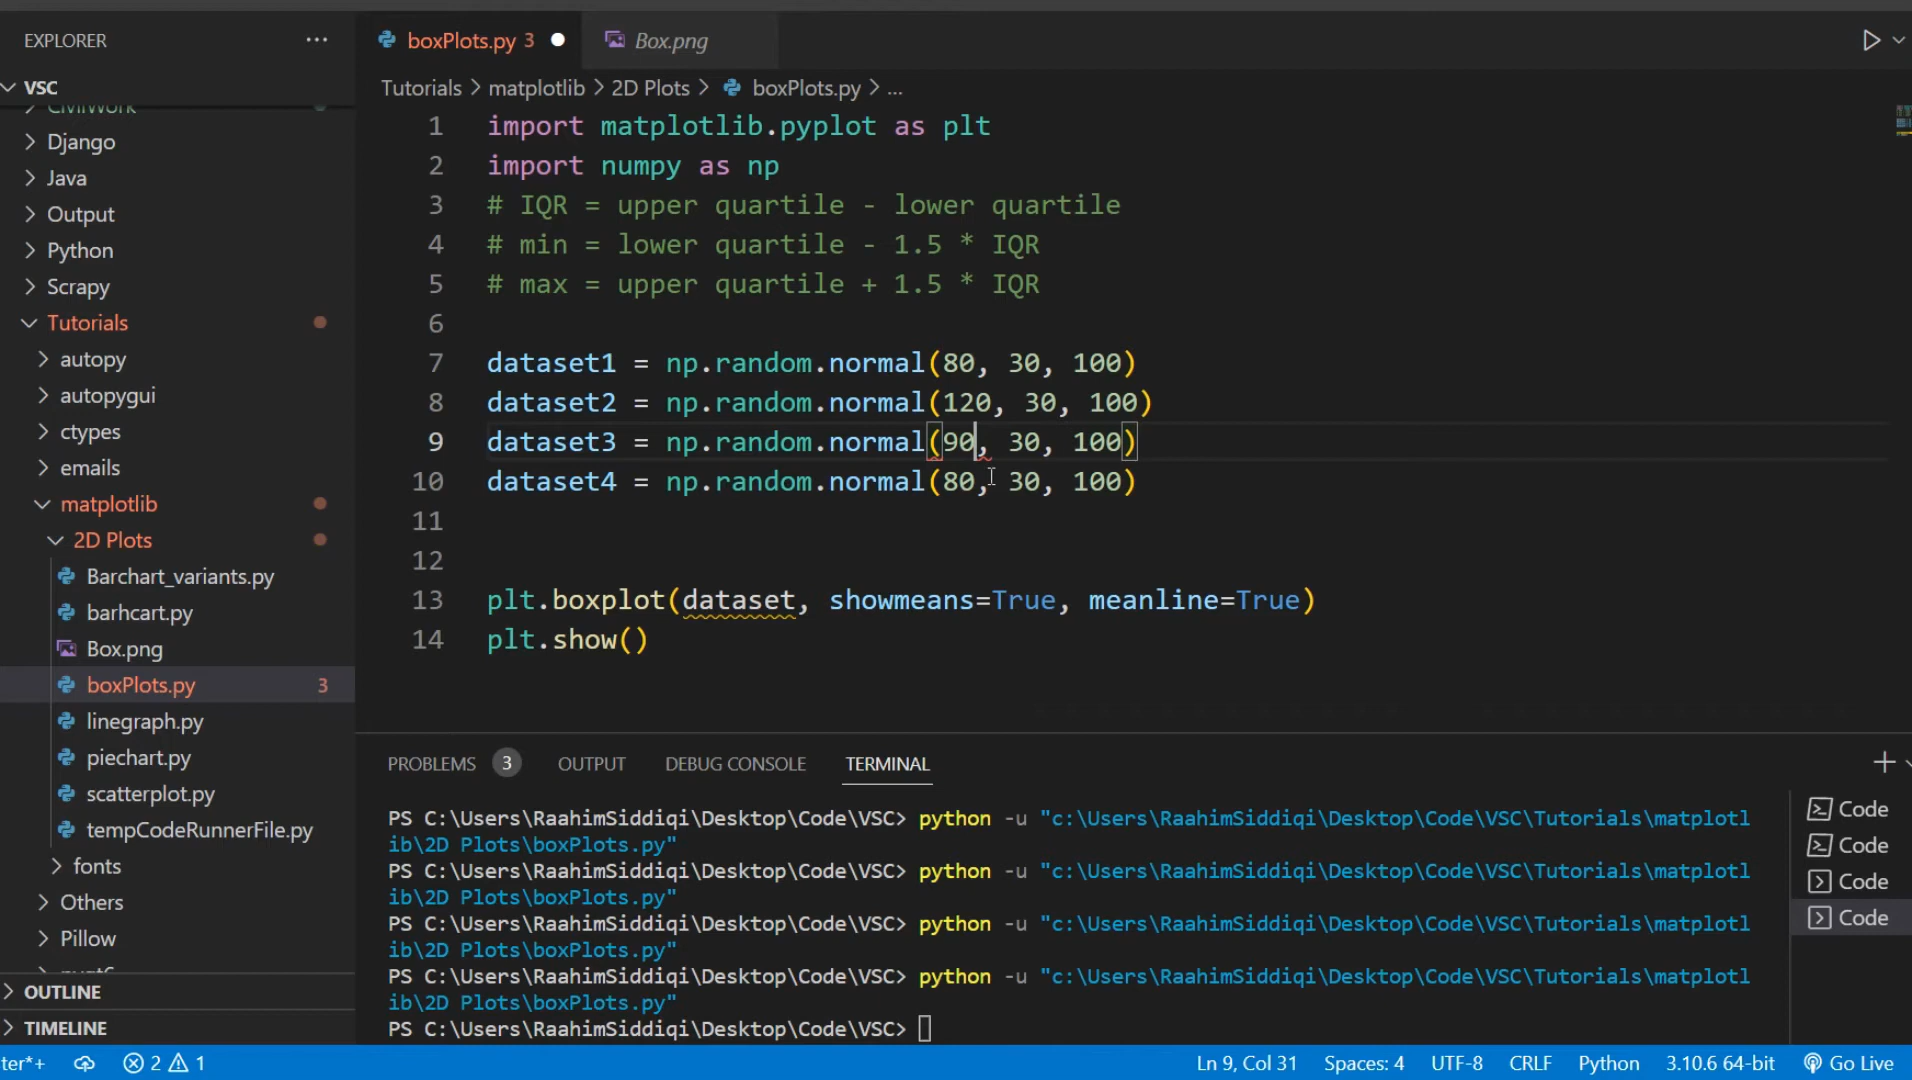 EXPLORER
VSC
CivilWork
Django
Java
Output
Python
Scrapy
Tutorials
autopy
autopygui
ctypes
emails
matplotlib
2D Plots
Barchart_variants.py
barhcart.py
Box.png
boxPlots.py 3
linegraph.py
piechart.py
scatterplot.py
tempCodeRunnerFile.py
fonts
Others
Pillow
OUTLINE
TIMELINE
boxPlots.py 3 Box.png
Tutorials > matplotlib > 2D Plots > boxPlots.py > ...
1 import matplotlib.pyplot as plt
2 import numpy as np
3 # IQR = upper quartile - lower quartile
4 # min = lower quartile - 1.5 * IQR
5 # max = upper quartile + 1.5 * IQR
6
7 dataset1 = np.random.normal(80, 30, 100)
8 dataset2 = np.random.normal(120, 30, 100)
9 dataset3 = np.random.normal(90, 30, 100)
10 dataset4 = np.random.normal(80, 30, 100)
11
12
13 plt.boxplot(dataset, showmeans=True, meanline=True)
14 plt.show()
PROBLEMS 3 OUTPUT DEBUG CONSOLE TERMINAL
PS C:\Users\RaahimSiddiqi\Desktop\Code\VSC> python -u "c:\Users\RaahimSiddiqi\Desktop\Code\VSC\Tutorials\matplotl
ib\2D Plots\boxPlots.py"
PS C:\Users\RaahimSiddiqi\Desktop\Code\VSC> python -u "c:\Users\RaahimSiddiqi\Desktop\Code\VSC\Tutorials\matplotl
ib\2D Plots\boxPlots.py"
PS C:\Users\RaahimSiddiqi\Desktop\Code\VSC> python -u "c:\Users\RaahimSiddiqi\Desktop\Code\VSC\Tutorials\matplotl
ib\2D Plots\boxPlots.py"
PS C:\Users\RaahimSiddiqi\Desktop\Code\VSC> python -u "c:\Users\RaahimSiddiqi\Desktop\Code\VSC\Tutorials\matplotl
ib\2D Plots\boxPlots.py"
PS C:\Users\RaahimSiddiqi\Desktop\Code\VSC>
Code
Code
Code
Code
ter*+ 2 1 Ln 9, Col 31 Spaces: 4 UTF-8 CRLF Python 3.10.6 64-bit Go Live